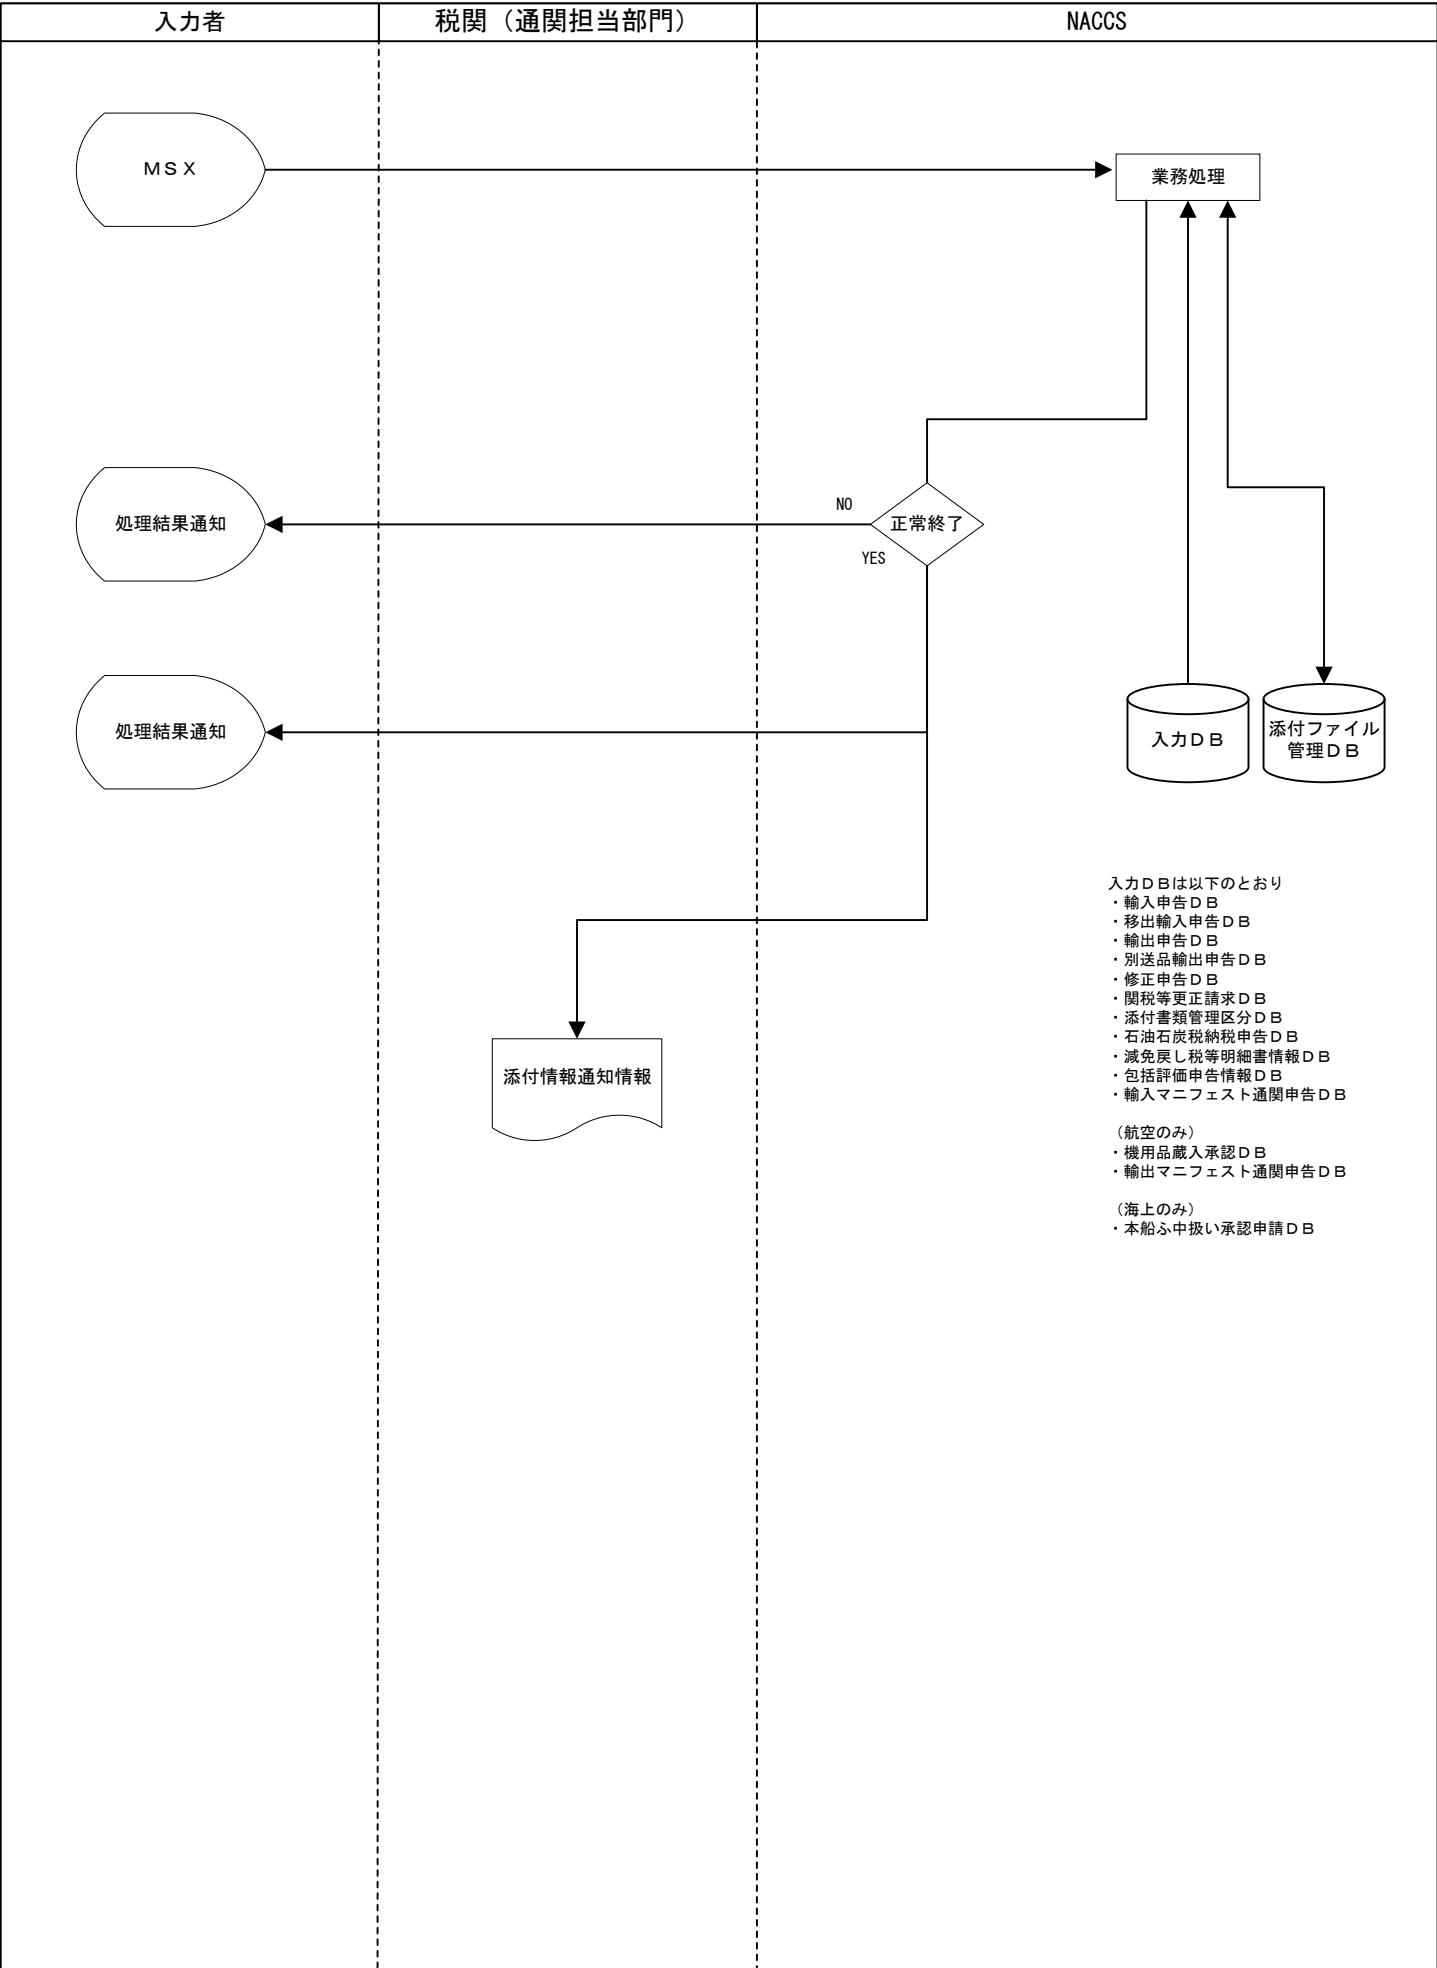 入力者
税関（通関担当部門）
NACCS
ＭＳＸ
業務処理
処理結果通知
NO
正常終了
YES
処理結果通知
入力ＤＢ
添付ファイル
管理ＤＢ
添付情報通知情報
入力ＤＢは以下のとおり
・輸入申告ＤＢ
・移出輸入申告ＤＢ
・輸出申告ＤＢ
・別送品輸出申告ＤＢ
・修正申告ＤＢ
・関税等更正請求ＤＢ
・添付書類管理区分ＤＢ
・石油石炭税納税申告ＤＢ
・減免戻し税等明細書情報ＤＢ
・包括評価申告情報ＤＢ
・輸入マニフェスト通関申告ＤＢ
（航空のみ）
・機用品蔵入承認ＤＢ
・輸出マニフェスト通関申告ＤＢ
（海上のみ）
・本船ふ中扱い承認申請ＤＢ